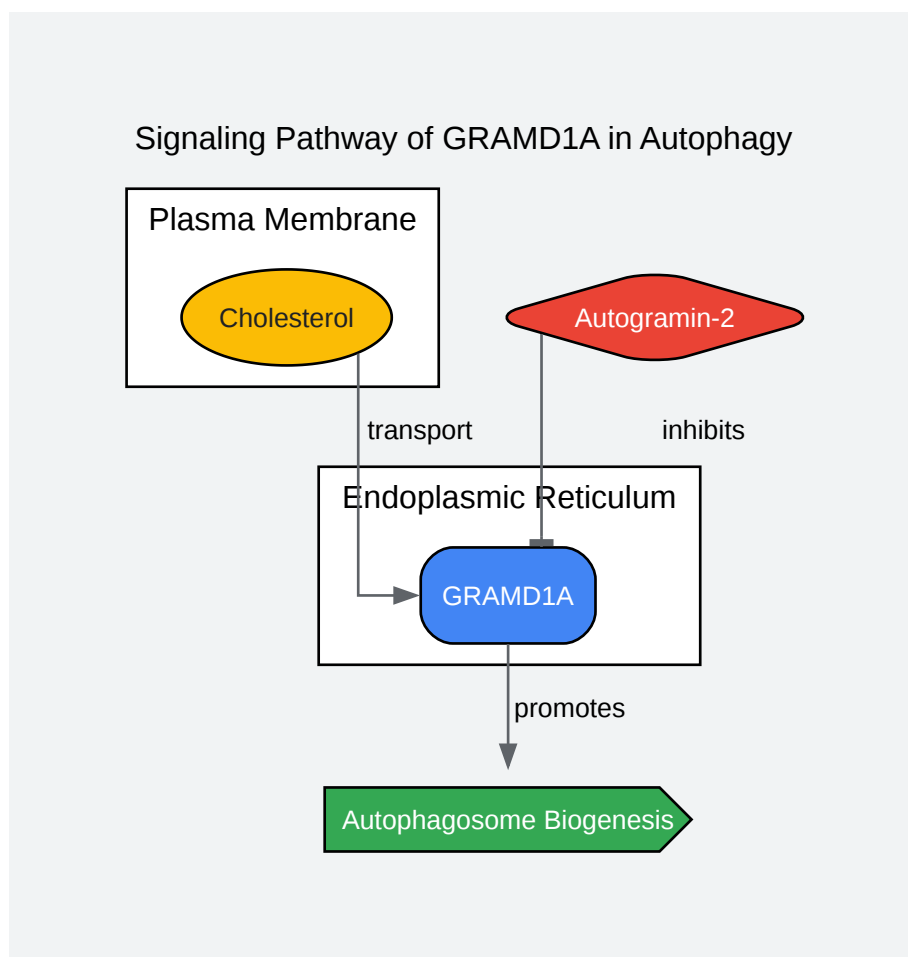 Signaling Pathway of GRAMD1A in Autophagy
Plasma Membrane
Cholesterol
Autogramin-2
transport
inhibits
Endoplasmic Reticulum
GRAMD1A
promotes
Autophagosome Biogenesis